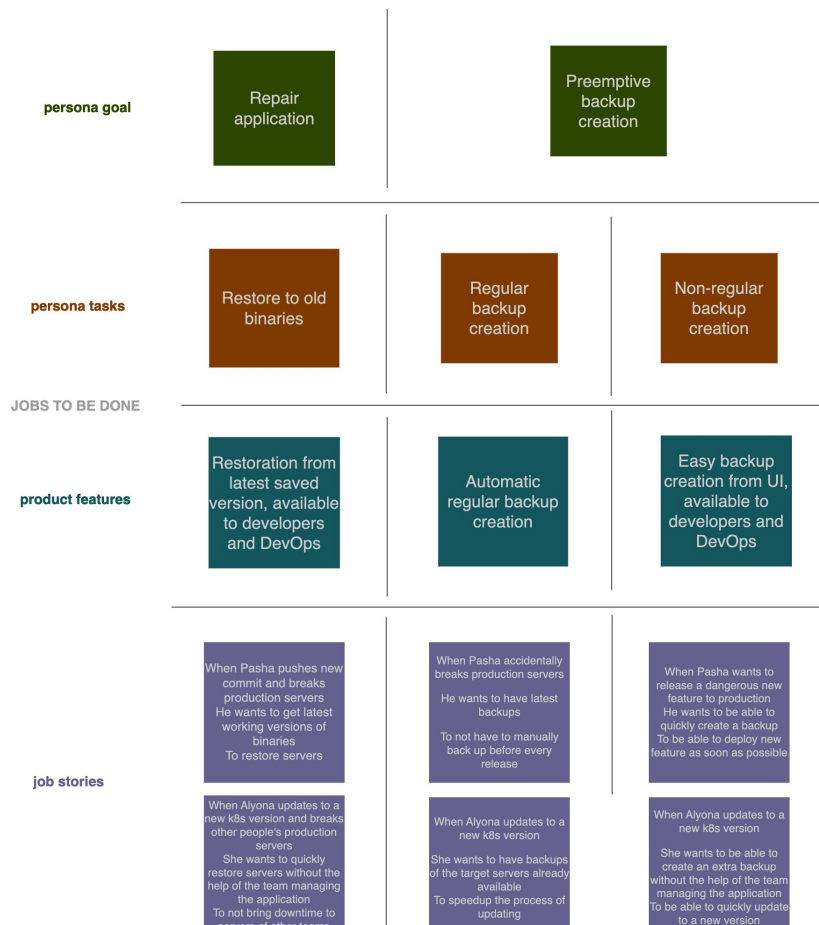 persona goal
Repair
application
Preemptive
backup
creation
persona tasks
Restore to old
binaries
Regular
backup
creation
Non-regular
backup
creation
JOBS TO BE DONE
product features
Restoration from
latest saved
version, available
to developers
and DevOps
Automatic
regular backup
creation
Easy backup
creation from UI,
available to
developers and
DevOps
job stories
When Pasha pushes new
commit and breaks
production servers
He wants to get latest
working versions of
binaries
To restore servers
When Pasha accidentally
breaks production servers
He wants to have latest
backups
To not have to manually
back up before every
release
When Pasha wants to
release a dangerous new
feature to production
He wants to be able to
quickly create a backup
To be able to deploy new
feature as soon as possible
When Alyona updates to a
new k8s version and breaks
other people's production
servers
She wants to quickly
restore servers without the
help of the team managing
the application
To not bring downtime to
When Alyona updates to a
new k8s version
She wants to have backups
of the target servers already
available
To speedup the process of
updating
When Alyona updates to a
new k8s version
She wants to be able to
create an extra backup
without the help of the team
managing the application
To be able to quickly update
to a new version